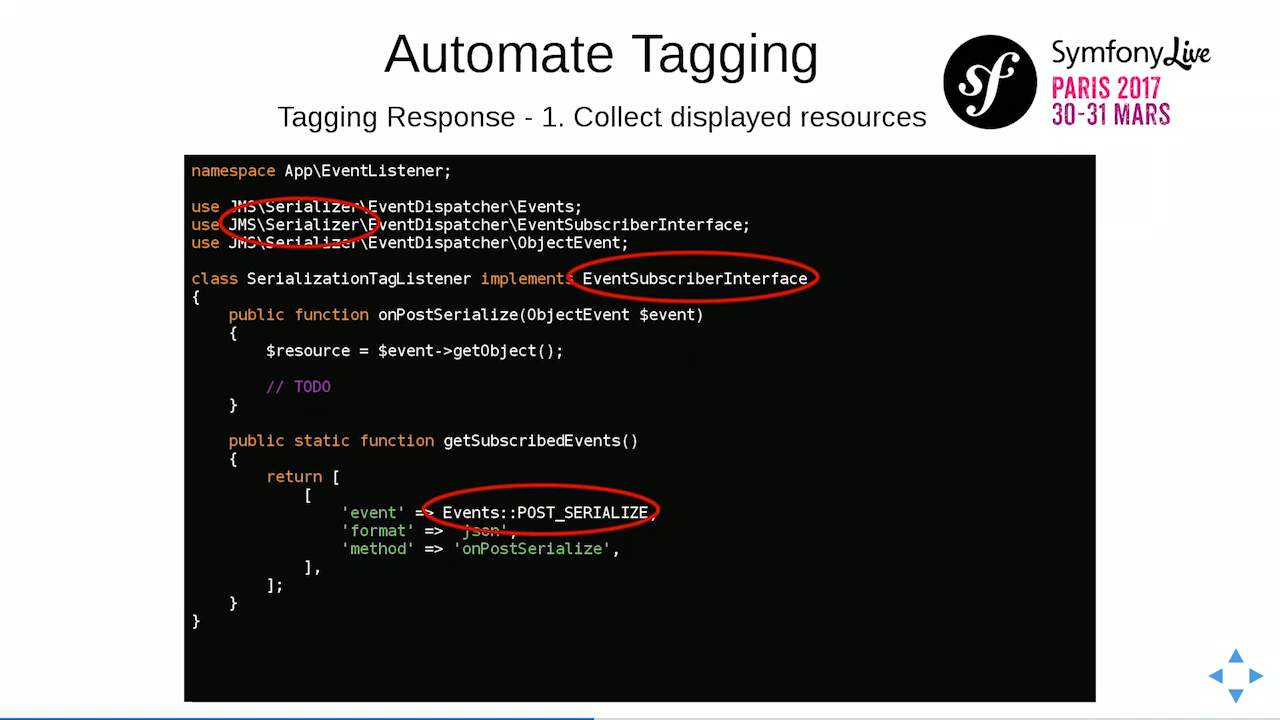 Automate Tagging
Tagging Response - 1. Collect displayed resources
sf
SymfonyLive
PARIS 2017
30-31 MARS
namespace App\EventListener;
use JMS\Serializer\EventDispatcher\Events;
use JMS\Serializer\EventDispatcher\EventSubscriberInterface;
use JMS\Serializer\EventDispatcher\ObjectEvent;
class SerializationTagListener implements EventSubscriberInterface
{
    public function onPostSerialize(ObjectEvent $event)
    {
        $resource = $event->getObject();
        // TODO
    }
    public static function getSubscribedEvents()
    {
        return [
            [
                'event' => Events::POST_SERIALIZE,
                'format' => 'json',
                'method' => 'onPostSerialize',
            ],
        ];
    }
}